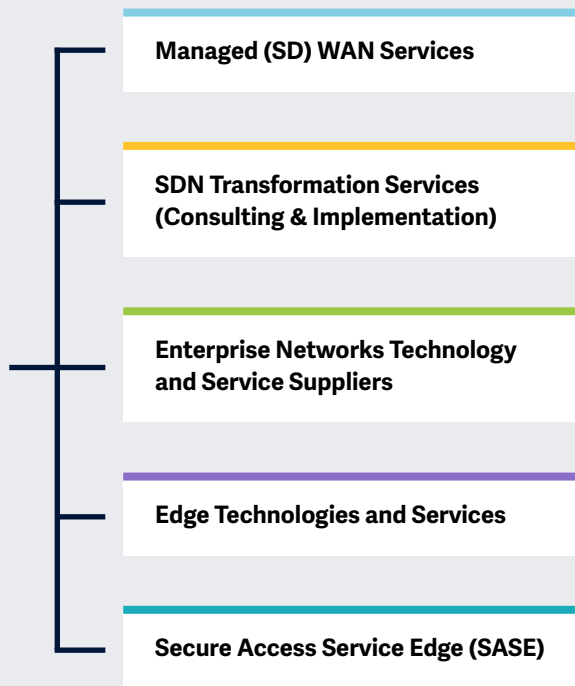 Managed (SD) WAN Services
SDN Transformation Services
(Consulting & Implementation)
Enterprise Networks Technology
and Service Suppliers
Edge Technologies and Services
Secure Access Service Edge (SASE)